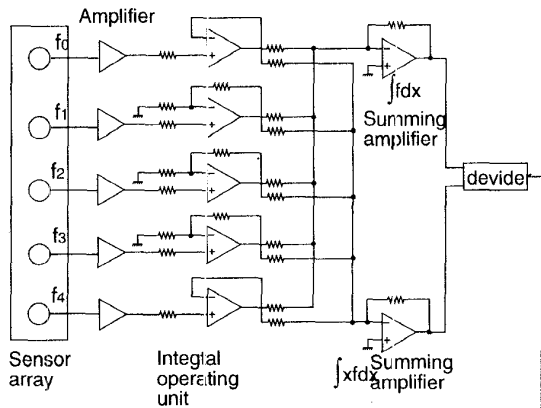 Amplifier
f0
f1
f2
f3
f4
∫fdx
Summing
amplifier
devide
Sensor
array
Integral
operating
unit
∫xfdx
Summing
amplifier